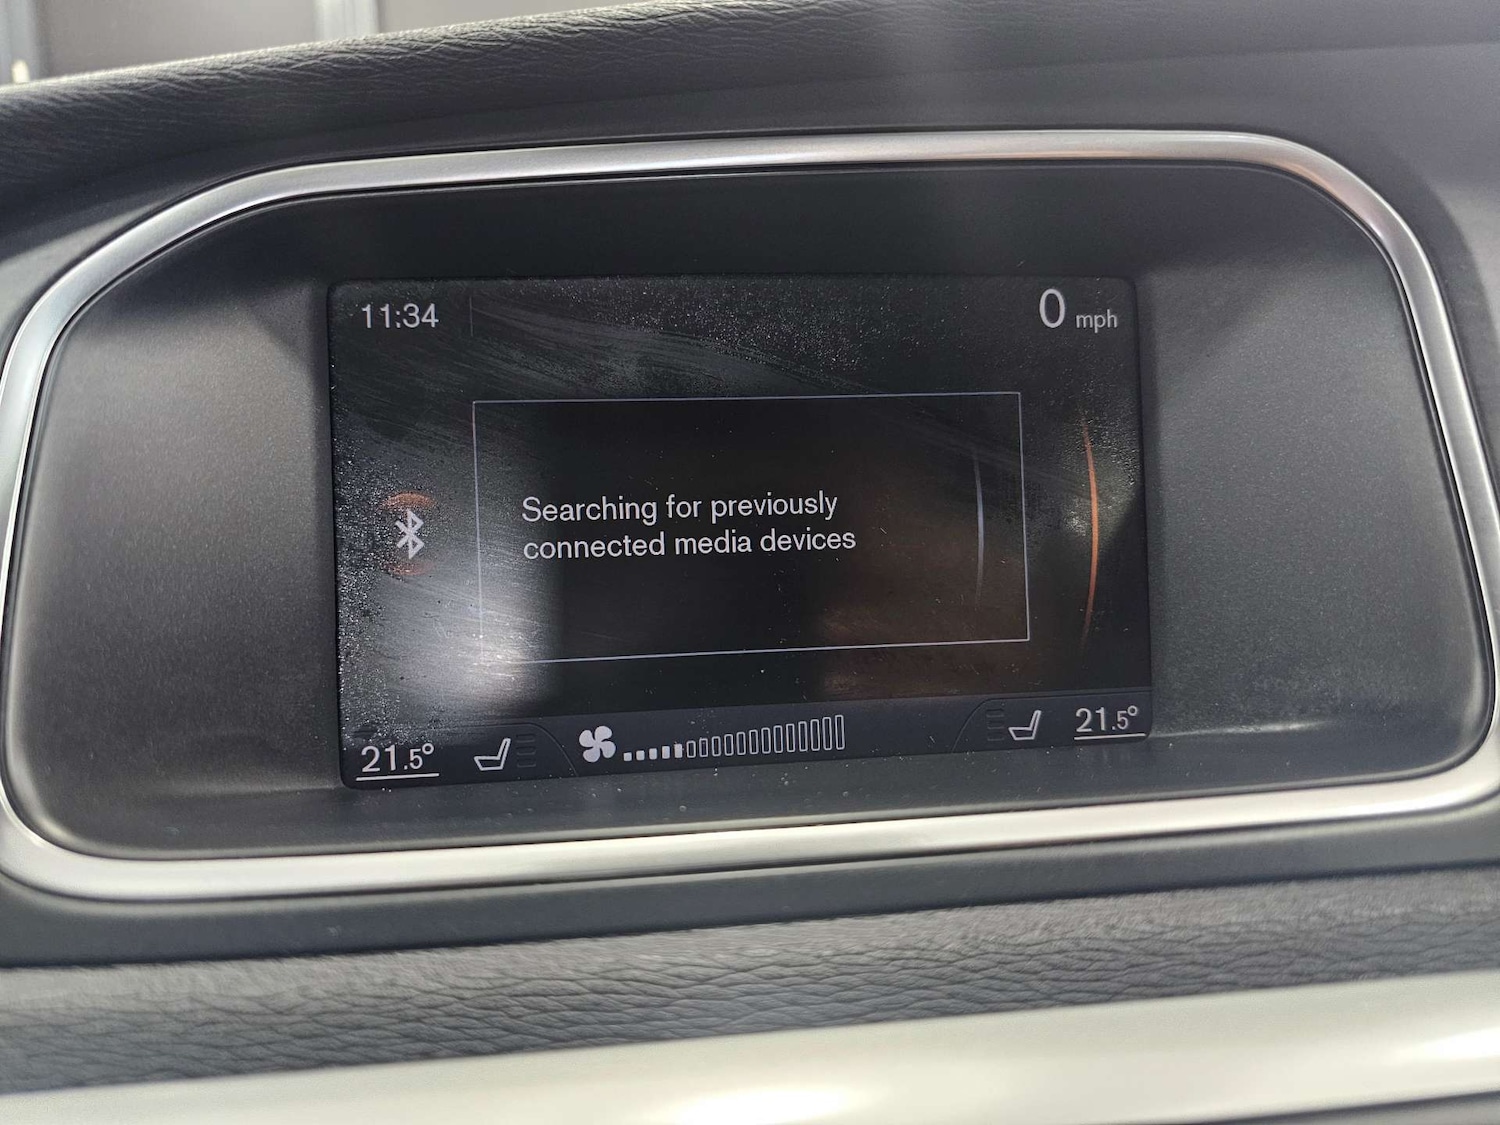 11:34
0 mph
Searching for previously
connected media devices
21.5° 21.5°